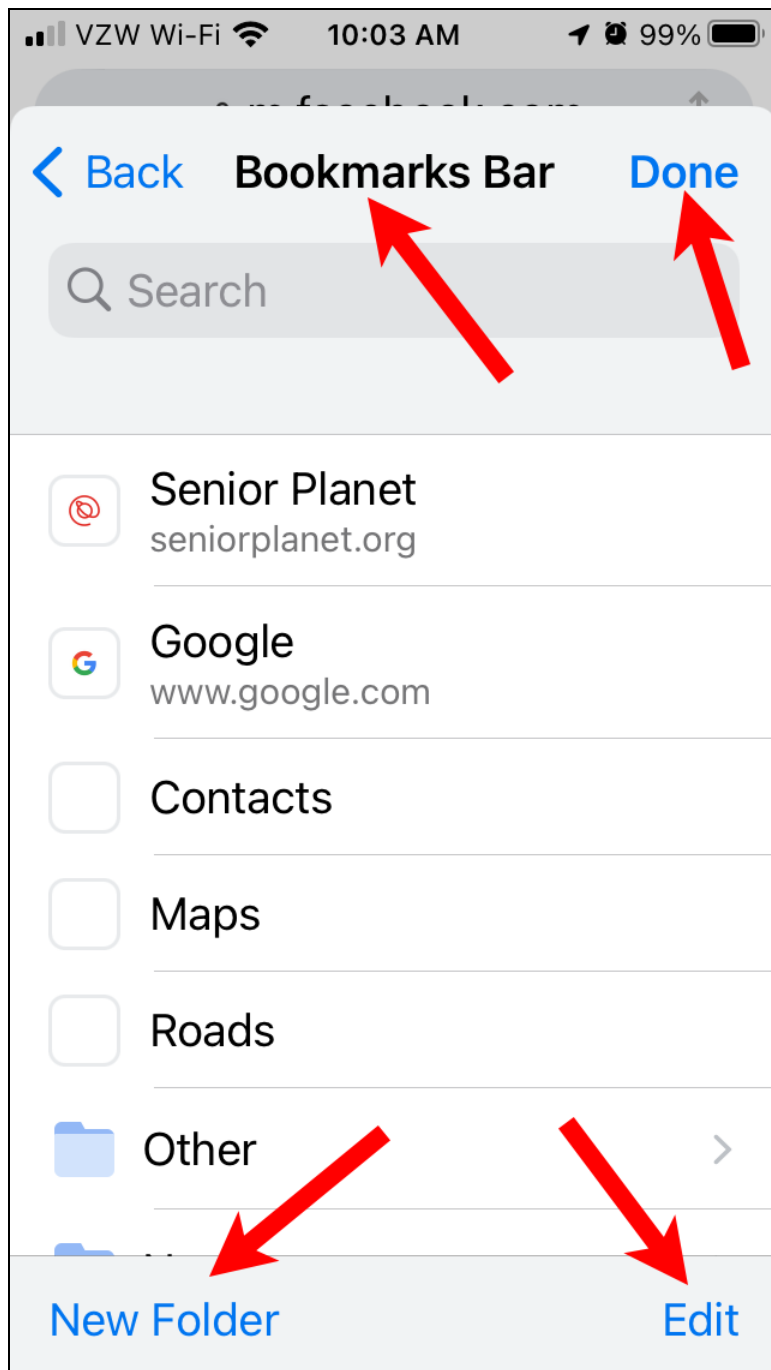 VZW Wi-Fi 10:03 AM 99%
Back Bookmarks Bar Done
Search
Senior Planet
seniorplanet.org
Google
www.google.com
Contacts
Maps
Roads
Other
New Folder Edit